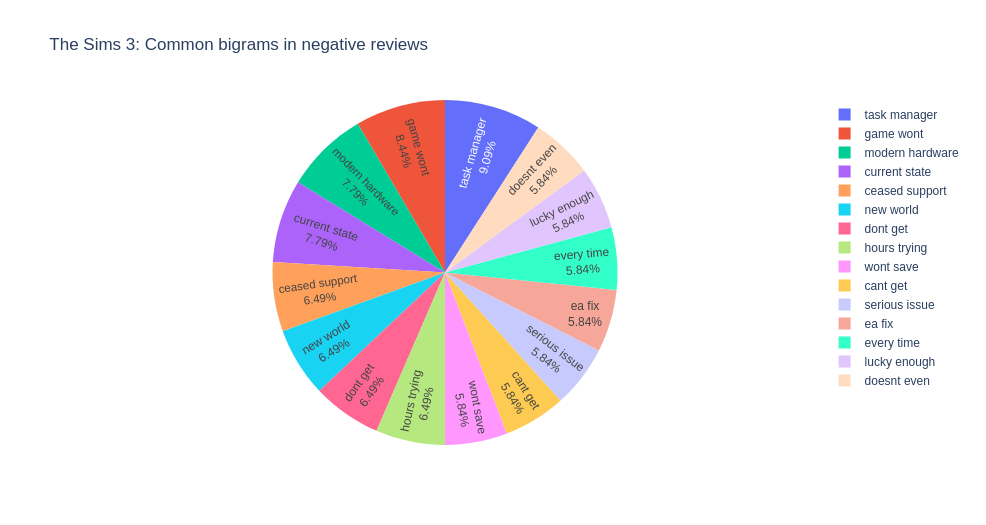 The Sims 3: Common bigrams in negative reviews
task manager
9.09%
game wont
8.44%
modern hardware
7.79%
current state
7.79%
ceased support
6.49%
new world
6.49%
dont get
6.49%
hours trying
6.49%
wont save
5.84%
cant get
5.84%
serious issue
5.84%
ea fix
5.84%
every time
5.84%
lucky enough
5.84%
doesnt even
5.84%
task manager
game wont
modern hardware
current state
ceased support
new world
dont get
hours trying
wont save
cant get
serious issue
ea fix
every time
lucky enough
doesnt even